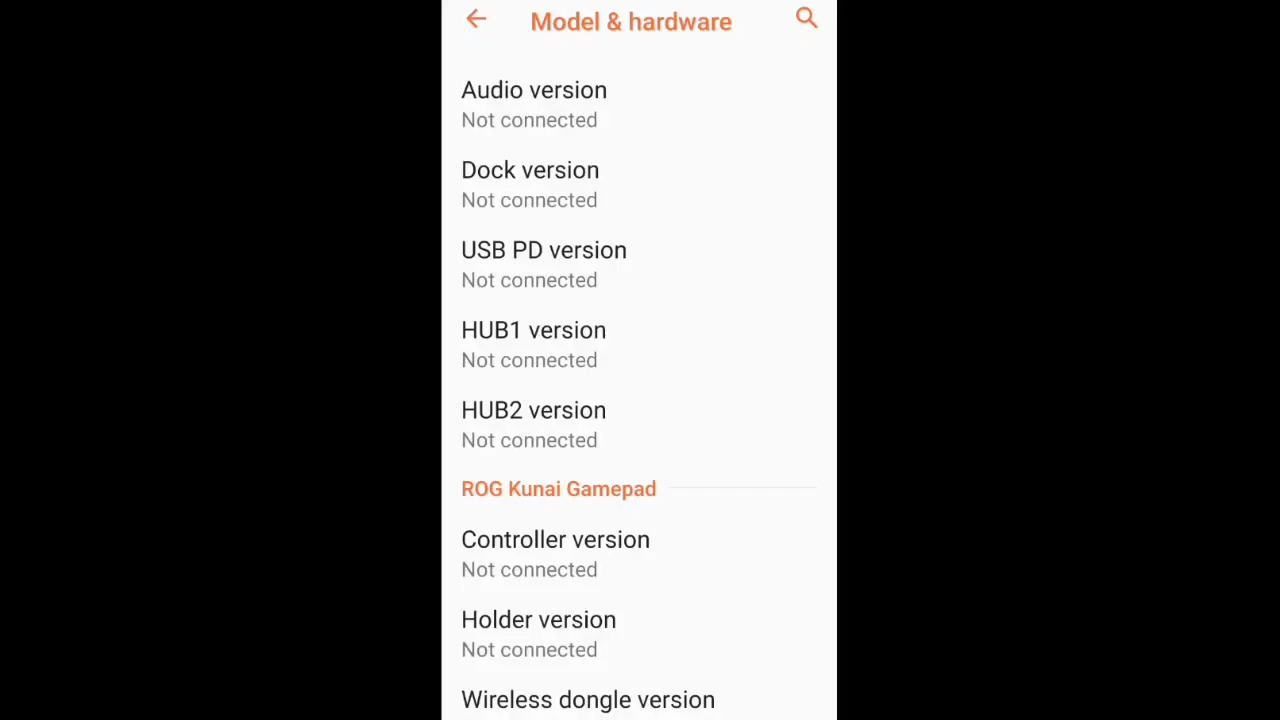 Model & hardware
Audio version
Not connected
Dock version
Not connected
USB PD version
Not connected
HUB1 version
Not connected
HUB2 version
Not connected
ROG Kunai Gamepad
Controller version
Not connected
Holder version
Not connected
Wireless dongle version